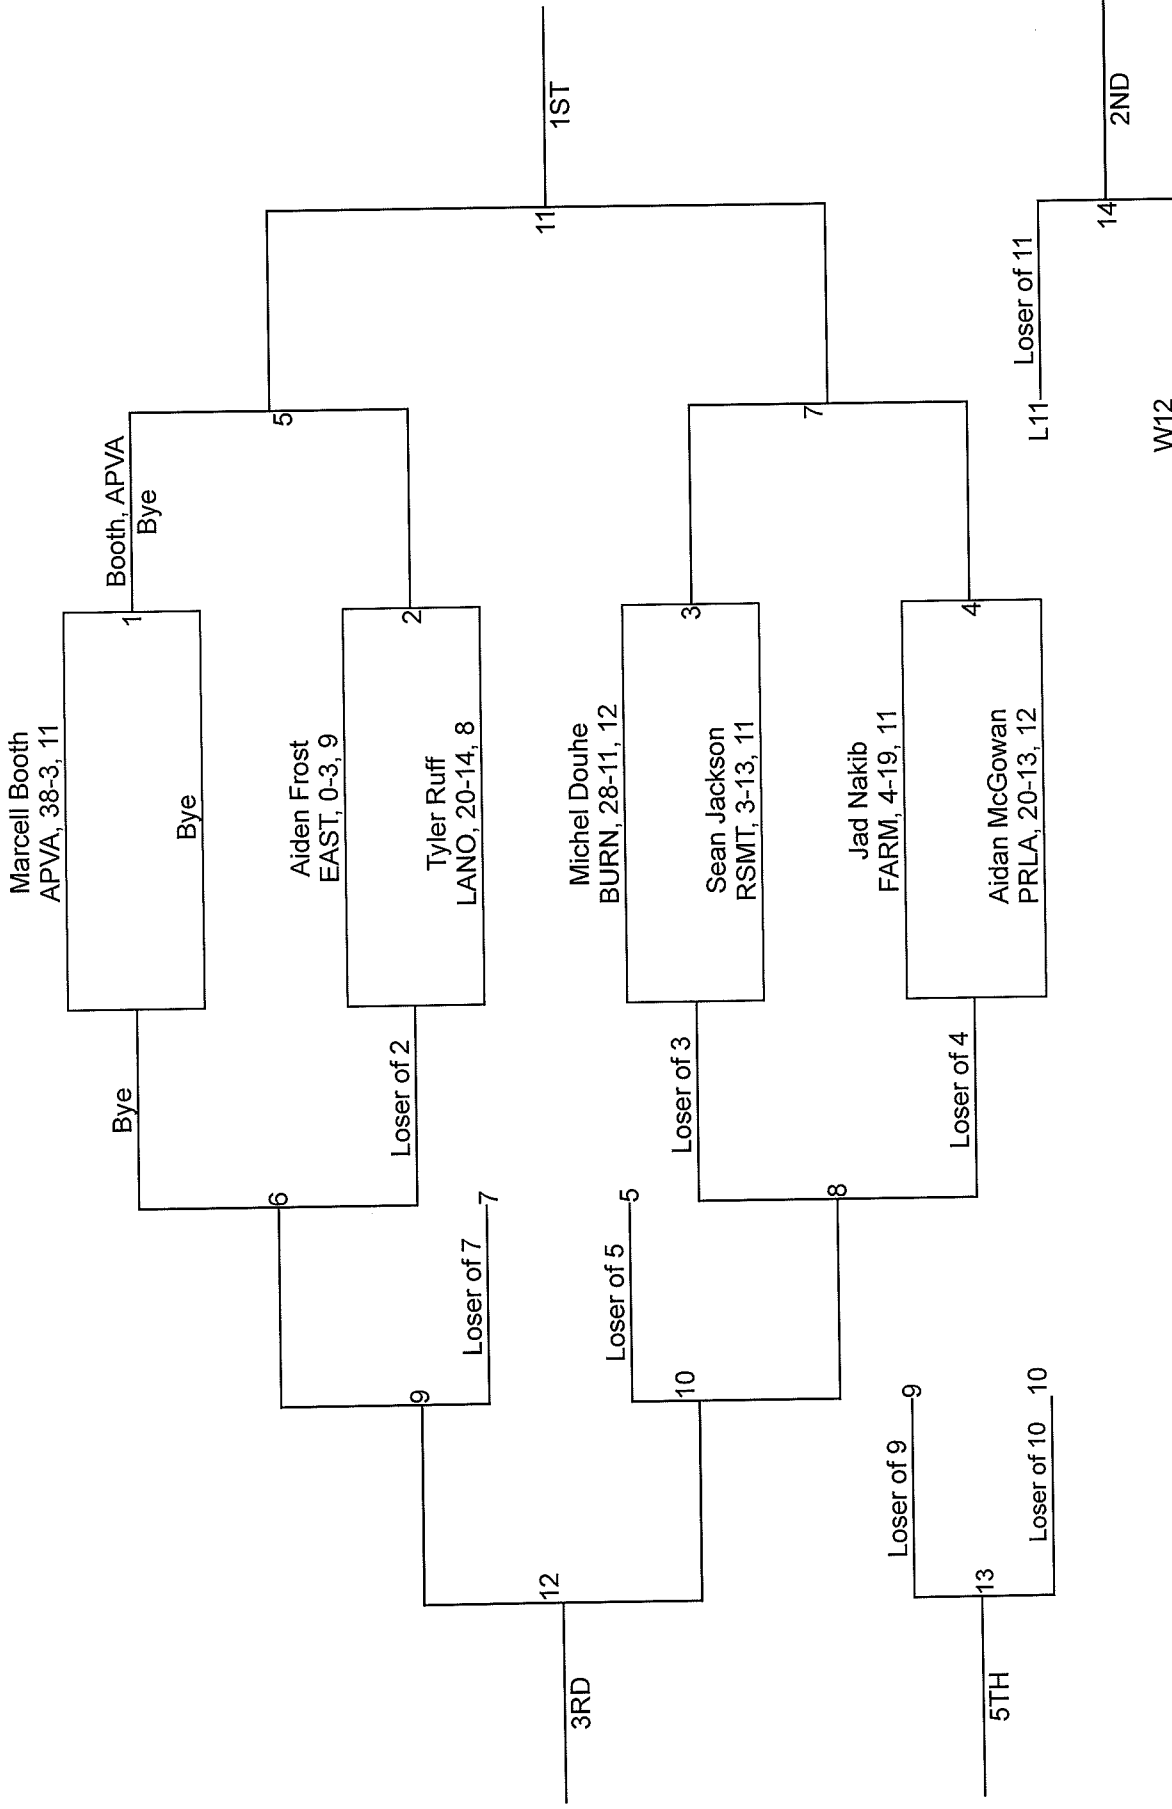 Marcell Booth
APVA, 38-3, 11
Booth, APVA
Bye
1
Bye
Bye
5
Aiden Frost
EAST, 0-3, 9
6
2
Tyler Ruff
LANO, 20-14, 8
Loser of 2
Loser of 7
7
9
11
1ST
12
3RD
Michel Douhe
BURN, 28-11, 12
Loser of 5
5
10
3
Sean Jackson
RSMT, 3-13, 11
Loser of 3
7
8
Jad Nakib
FARM, 4-19, 11
4
Aidan McGowan
PRLA, 20-13, 12
Loser of 4
Loser of 9
9
13
5TH
Loser of 10
10
L11
Loser of 11
14
2ND
W12